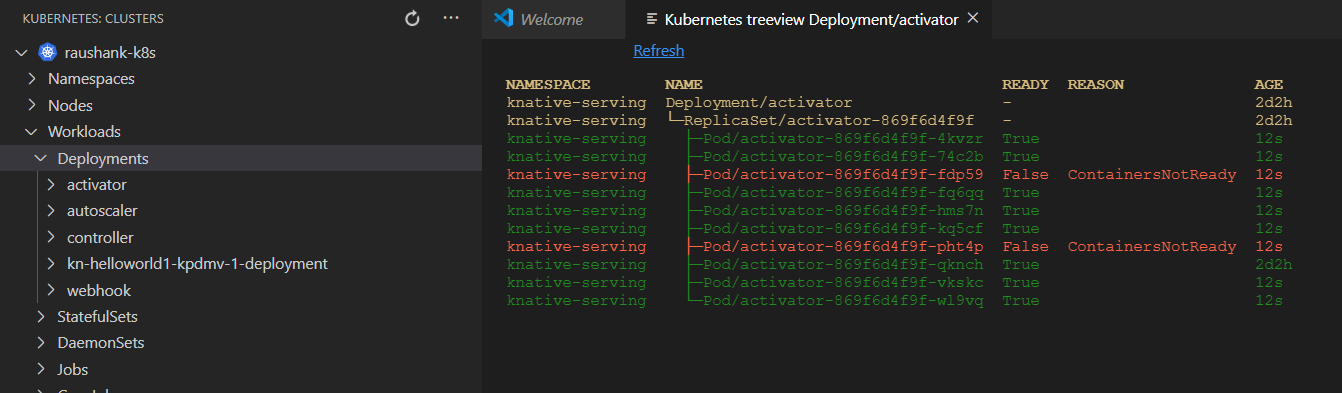 KUBERNETES: CLUSTERS
raushank-k8s
Namespaces
Nodes
Workloads
Deployments
activator
autoscaler
controller
kn-helloworld1-kpdmv-1-deployment
webhook
StatefulSets
DaemonSets
Jobs
Welcome
Kubernetes treeview Deployment/activator
Refresh
NAMESPACE NAME READY REASON AGE
knative-serving Deployment/activator - 2d2h
knative-serving └─ReplicaSet/activator-869f6d4f9f - 2d2h
knative-serving ├─Pod/activator-869f6d4f9f-4kvzr True 12s
knative-serving ├─Pod/activator-869f6d4f9f-74c2b True 12s
knative-serving ├─Pod/activator-869f6d4f9f-fdp59 False ContainersNotReady 12s
knative-serving ├─Pod/activator-869f6d4f9f-fq6qq True 12s
knative-serving ├─Pod/activator-869f6d4f9f-hms7n True 12s
knative-serving ├─Pod/activator-869f6d4f9f-kq5cf True 12s
knative-serving ├─Pod/activator-869f6d4f9f-pht4p False ContainersNotReady 12s
knative-serving ├─Pod/activator-869f6d4f9f-qknch True 2d2h
knative-serving ├─Pod/activator-869f6d4f9f-vkskc True 12s
knative-serving └─Pod/activator-869f6d4f9f-wl9vq True 12s